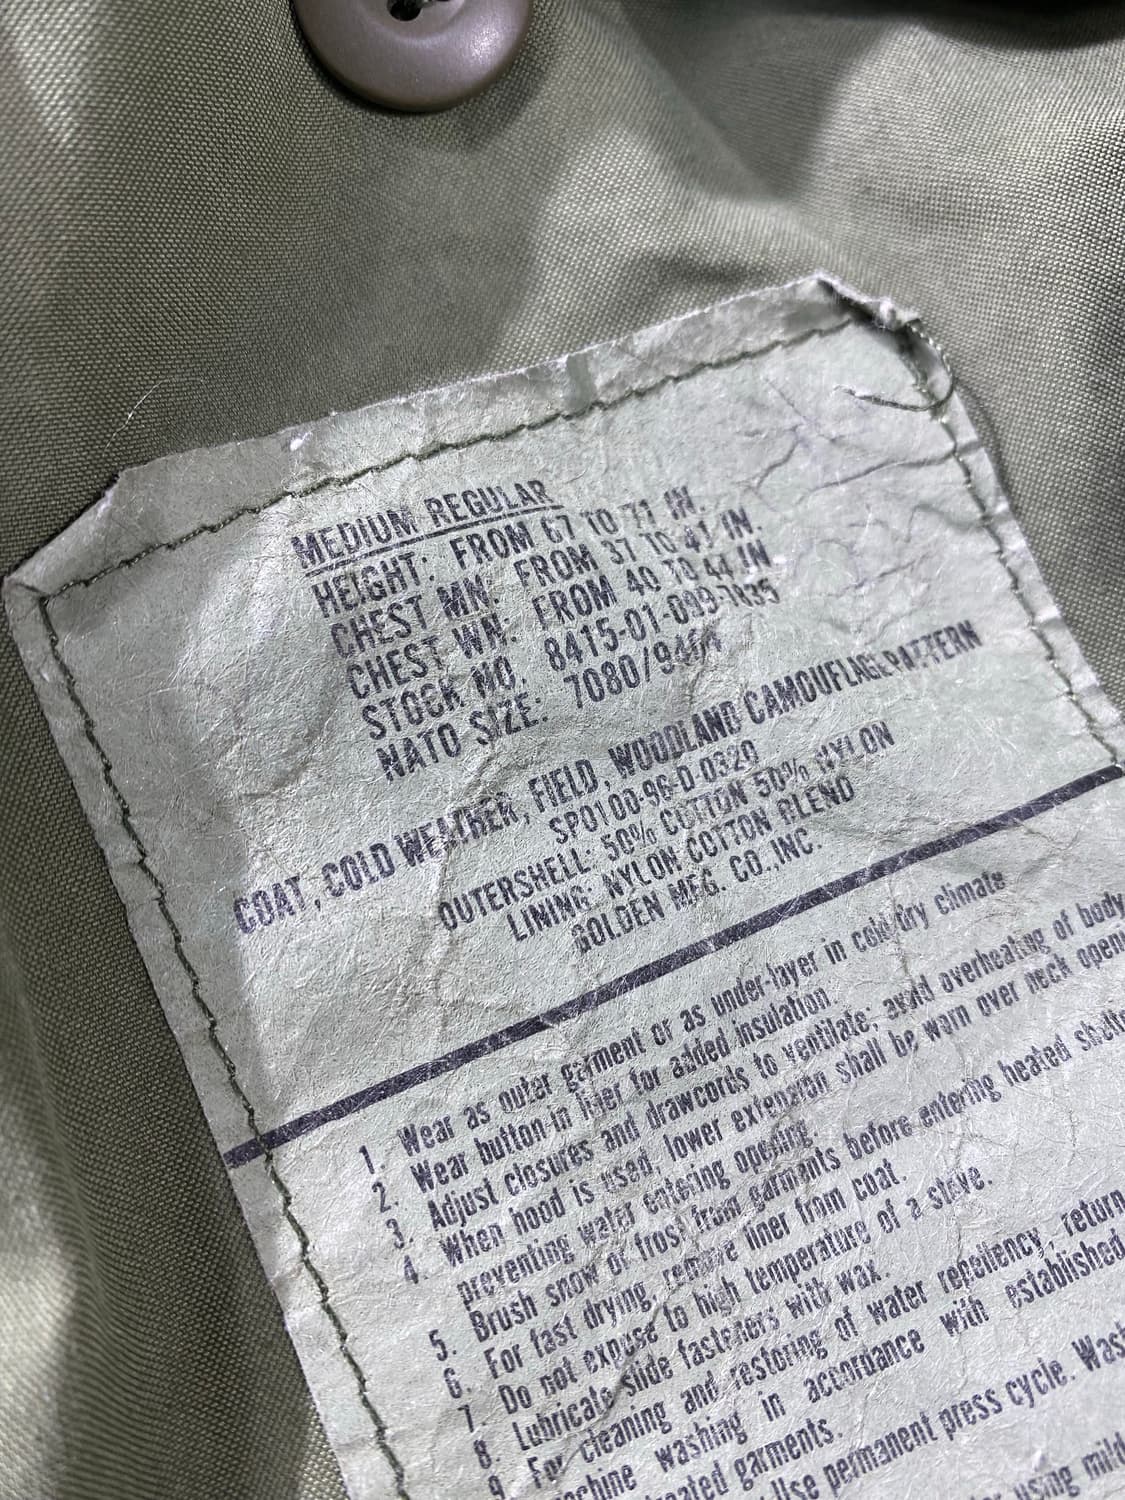 MEDIUM REGULAR
HEIGHT: FROM 67 TO 71 IN.
CHEST MN: FROM 37 TO 41 IN.
CHEST WN: FROM 40 TO 44 IN
STOCK NO. 8415-01-099-7835
NATO SIZE: 7080/9404
COAT, COLD WEATHER, FIELD, WOODLAND CAMOUFLAGE PATTERN
SPO100-96-D-0320
OUTERSHELL: 50% COTTON 50% NYLON
LINING: NYLON COTTON BLEND
GOLDEN MFG. CO.,INC.
1. Wear as outer garment or as under-layer in cold dry climate
2. Wear button-in liner for added insulation.
3. Adjust closures and drawcords to ventilate; avoid overheating of body
4. When hood is used, lower extension shall be worn over neck
preventing water entering opening.
5. Brush snow or frost from garments before entering heated
6. For fast drying, remove liner from coat.
7. Do not expose to high temperature of a stove.
8. Lubricate slide fasteners with wax.
9 For cleaning and restoring of water repellency, return
washing in accordance with established
garments.
Use permanent press cycle. Wash
using mild